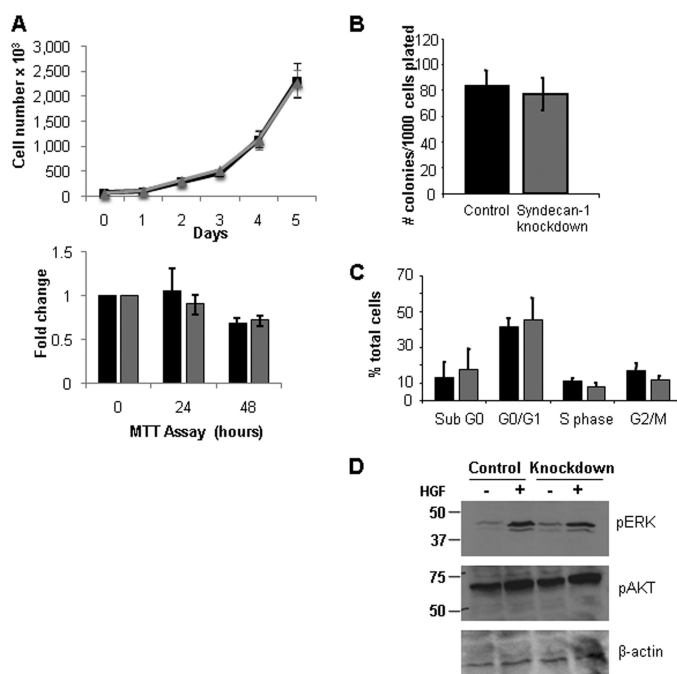 A
Cell number x 10³
3,000
2,500
2,000
1,500
1,000
500
0
0 1 2 3 4 5
Days
Fold change
1.5
1
0.5
0
0 24 48
MTT Assay (hours)
B
# colonies/1000 cells plated
120
100
80
60
40
20
0
Control Syndecan-1
knockdown
C
% total cells
70
50
30
10
Sub G0 G0/G1 S phase G2/M
D
Control Knockdown
HGF - + - +
50
37
pERK
75
50
pAKT
β-actin